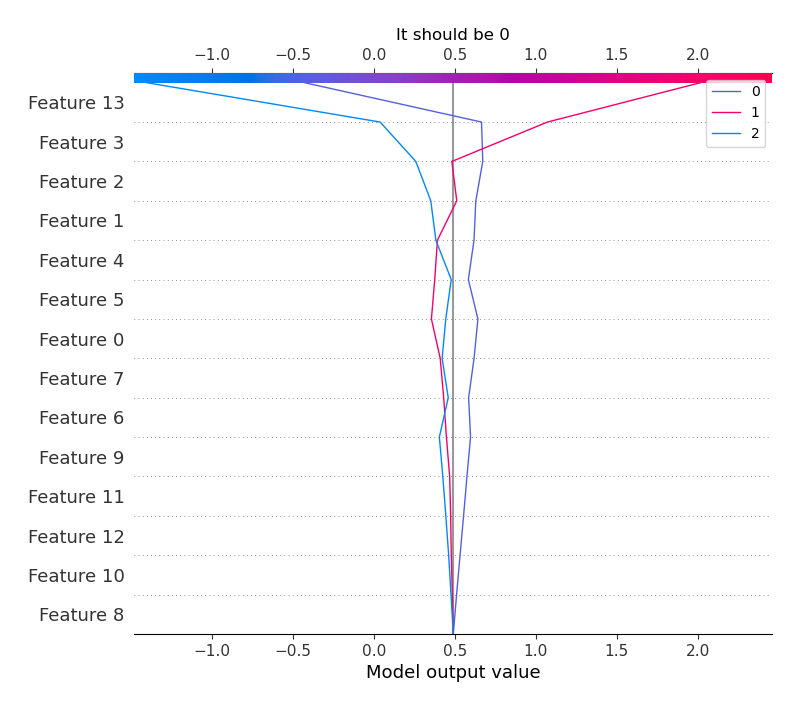 It should be 0
−1.0 −0.5 0.0 0.5 1.0 1.5 2.0
0
1
2
Feature 13
Feature 3
Feature 2
Feature 1
Feature 4
Feature 5
Feature 0
Feature 7
Feature 6
Feature 9
Feature 11
Feature 12
Feature 10
Feature 8
−1.0 −0.5 0.0 0.5 1.0 1.5 2.0
Model output value